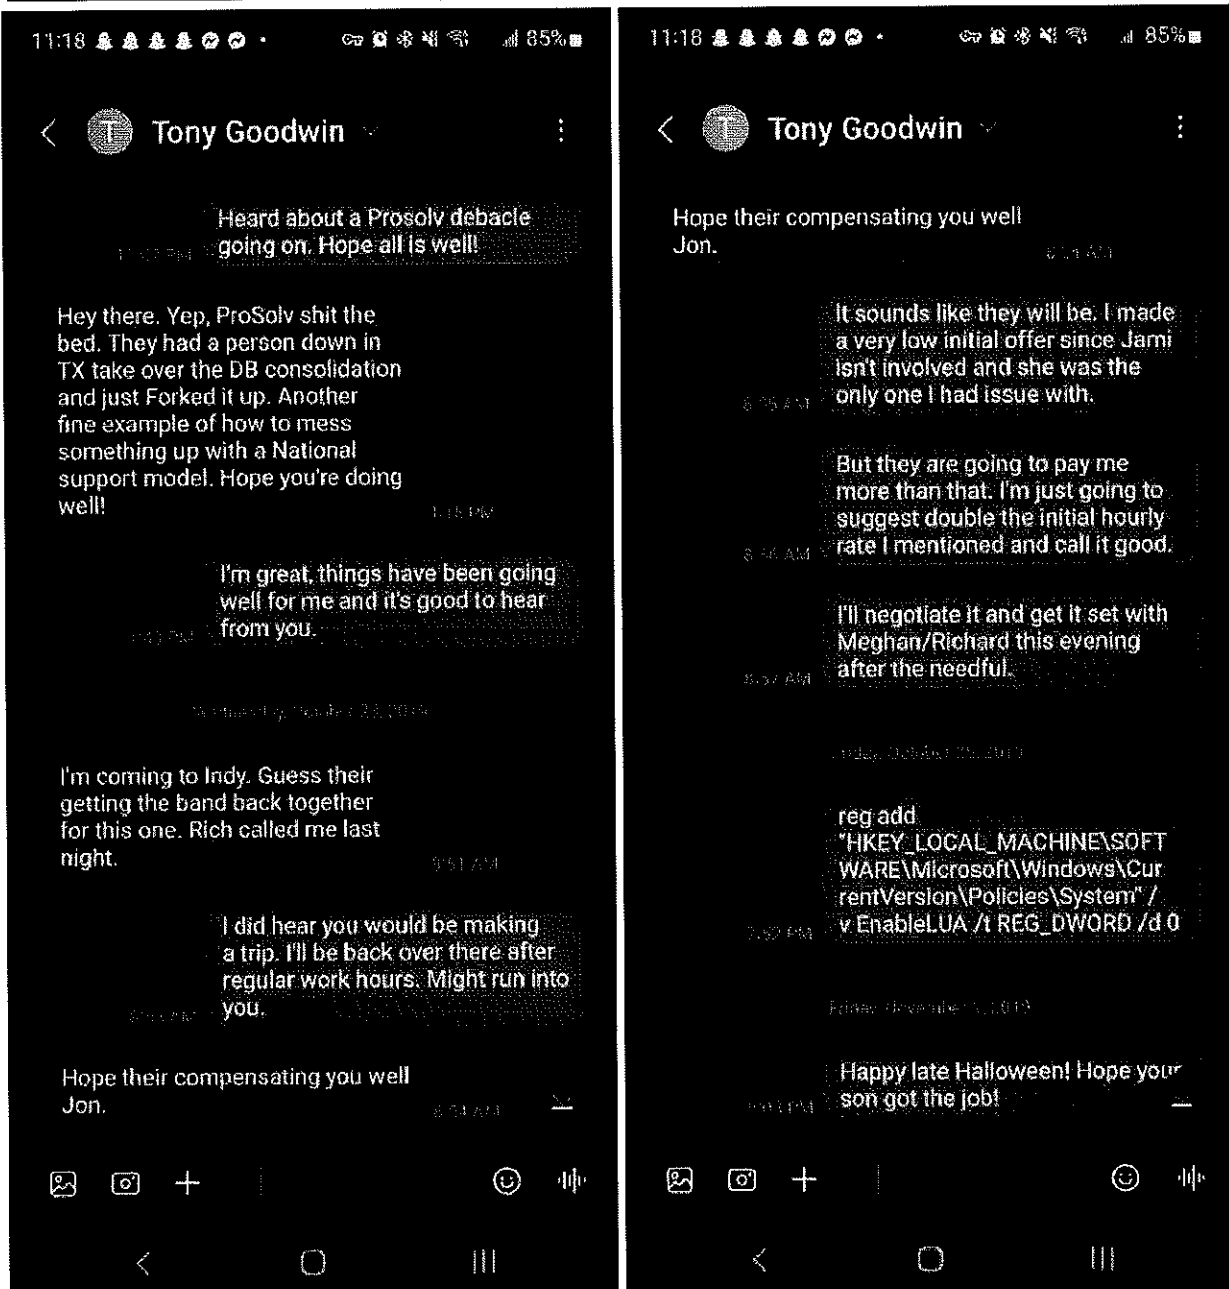 11:18
85%
Tony Goodwin
Heard about a Prosolv debacle
going on. Hope all is well!
Hey there. Yep, ProSolv shit the
bed. They had a person down in
TX take over the DB consolidation
and just Forked it up. Another
fine example of how to mess
something up with a National
support model. Hope you're doing
well!
I'm great, things have been going
well for me and it's good to hear
from you.
I'm coming to Indy. Guess their
getting the band back together
for this one. Rich called me last
night.
9:51 AM
I did hear you would be making
a trip. I'll be back over there after
regular work hours. Might run into
you.
Hope their compensating you well
Jon.
11:18
85%
Tony Goodwin
Hope their compensating you well
Jon.
It sounds like they will be. I made
a very low initial offer since Jami
isn't involved and she was the
only one I had issue with.
But they are going to pay me
more than that. I'm just going to
suggest double the initial hourly
rate I mentioned and call it good.
I'll negotiate it and get it set with
Meghan/Richard this evening
after the needful.
8:57 AM
reg add
"HKEY_LOCAL_MACHINE\SOFT
WARE\Microsoft\Windows\Cur
rentVersion\Policies\System" /
v EnableLUA /t REG_DWORD /d 0
Happy late Halloween! Hope your
son got the job!